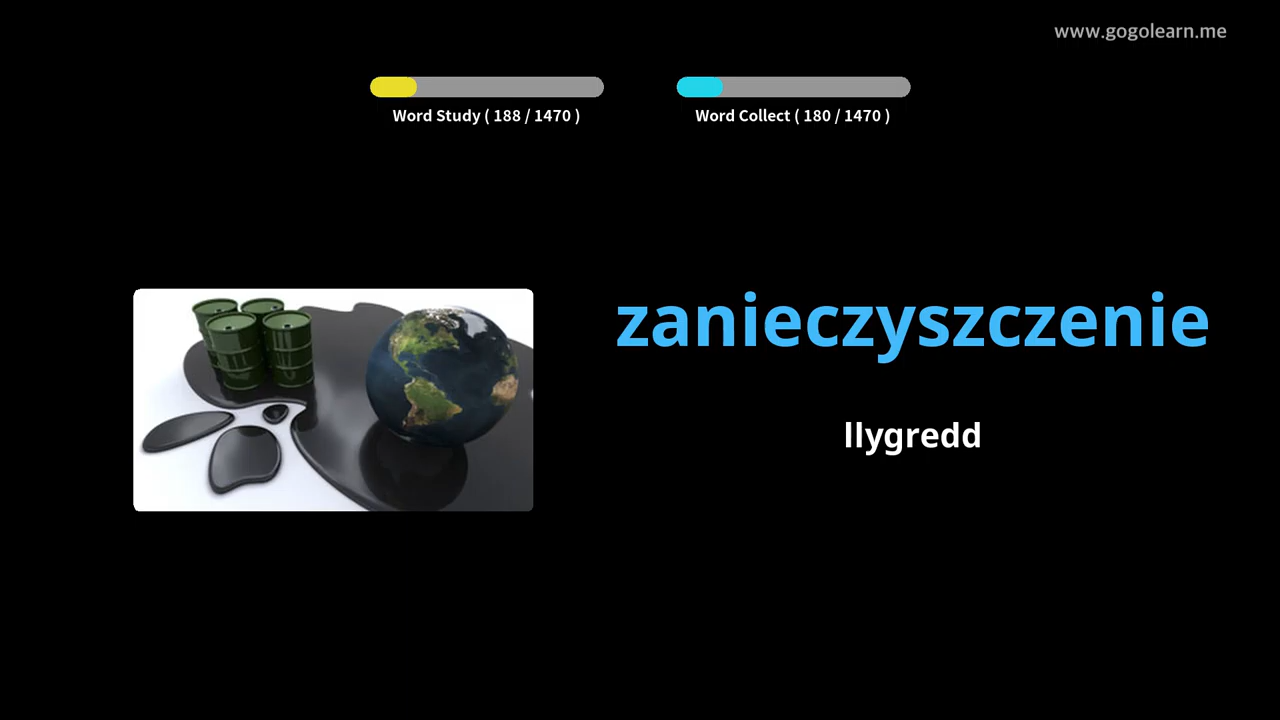 www.gogolearn.me
Word Study ( 188 / 1470 )
Word Collect ( 180 / 1470 )
zanieczyszczenie
llygredd